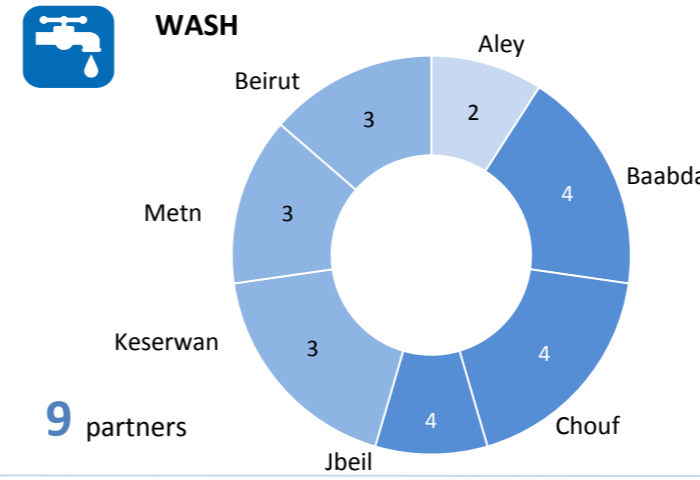 WASH
Aley
2
Baabda
4
Chouf
4
Jbeil
4
Keserwan
3
Metn
3
Beirut
3
9 partners